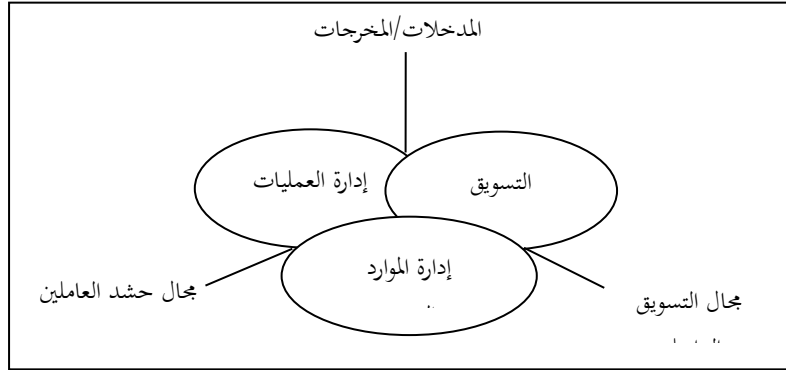 المدخلات/المخرجات
إدارة العمليات
التسويق
إدارة الموارد
مجال حشد العاملين
مجال التسويق